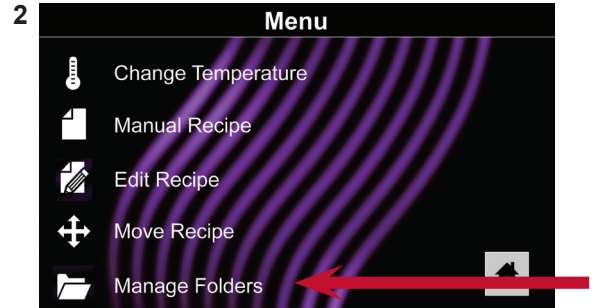 2
Menu
Change Temperature
Manual Recipe
Edit Recipe
Move Recipe
Manage Folders